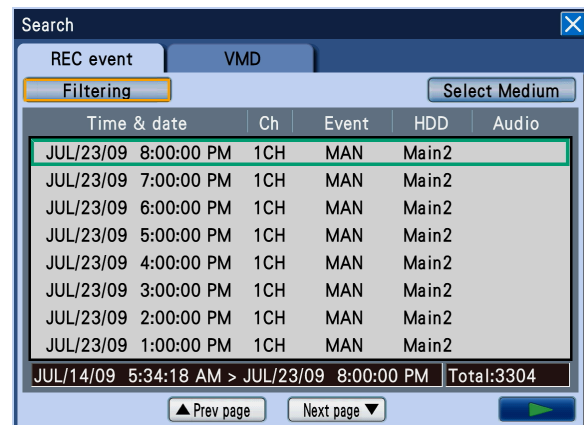 Search
REC event VMD
Filtering Select Medium
Time & date Ch Event HDD Audio
JUL/23/09 8:00:00 PM 1CH MAN Main2
JUL/23/09 7:00:00 PM 1CH MAN Main2
JUL/23/09 6:00:00 PM 1CH MAN Main2
JUL/23/09 5:00:00 PM 1CH MAN Main2
JUL/23/09 4:00:00 PM 1CH MAN Main2
JUL/23/09 3:00:00 PM 1CH MAN Main2
JUL/23/09 2:00:00 PM 1CH MAN Main2
JUL/23/09 1:00:00 PM 1CH MAN Main2
JUL/14/09 5:34:18 AM > JUL/23/09 8:00:00 PM Total:3304
▲ Prev page Next page ▼